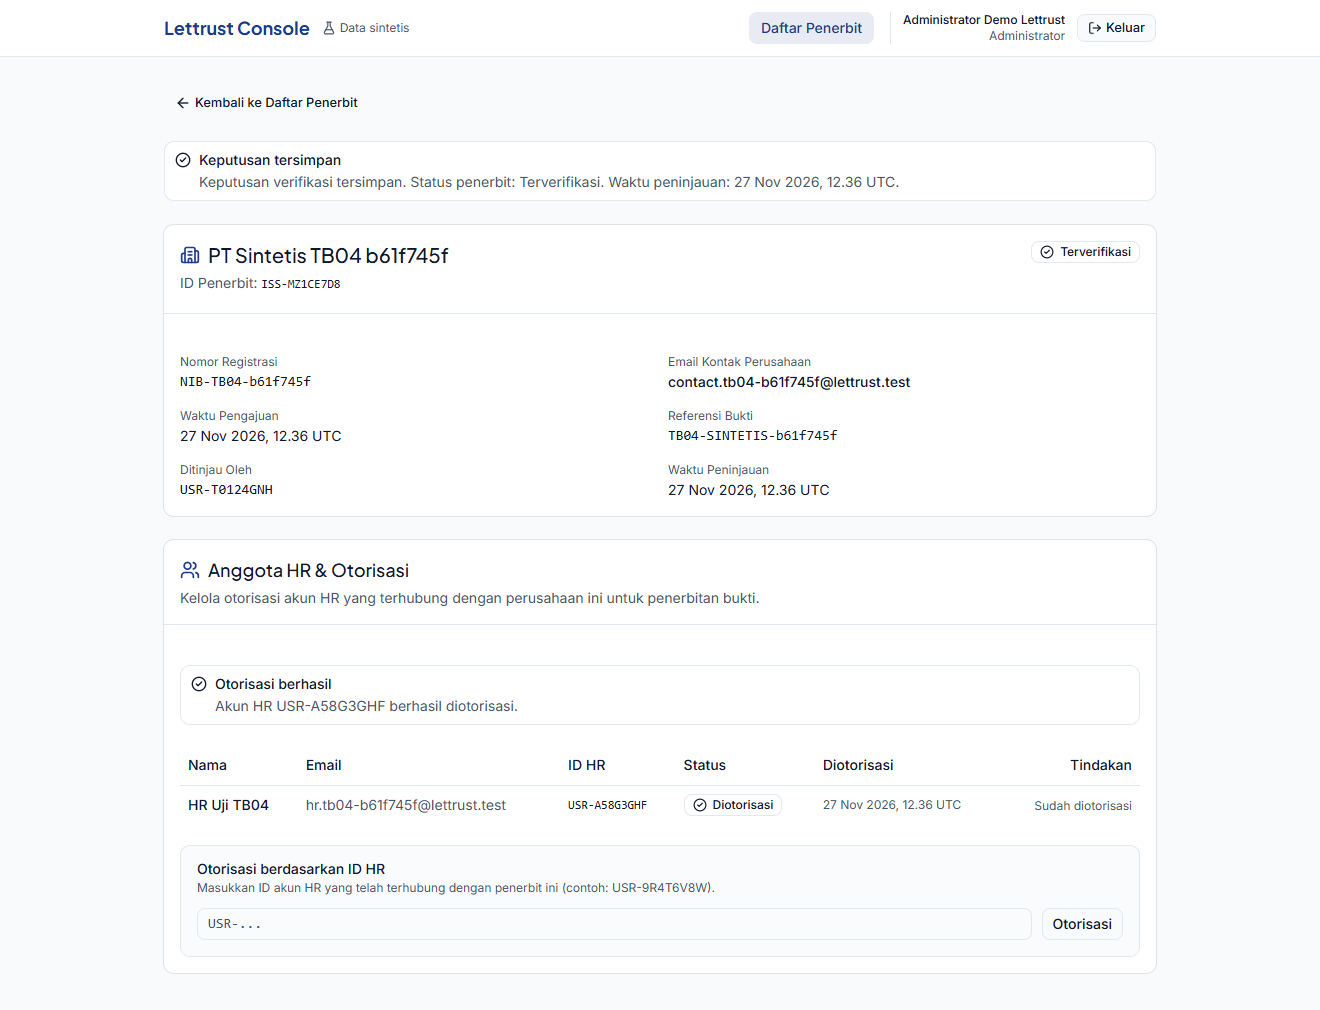 Lettrust Console
Data sintetis
Daftar Penerbit
Administrator Demo Lettrust
Administrator
Keluar
Kembali ke Daftar Penerbit
Keputusan tersimpan
Keputusan verifikasi tersimpan. Status penerbit: Terverifikasi. Waktu peninjauan: 27 Nov 2026, 12.36 UTC.
PT Sintetis TB04 b61f745f
Terverifikasi
ID Penerbit: ISS-MZ1CE7D8
Nomor Registrasi
NIB-TB04-b61f745f
Email Kontak Perusahaan
contact.tb04-b61f745f@lettrust.test
Waktu Pengajuan
27 Nov 2026, 12.36 UTC
Referensi Bukti
TB04-SINTETIS-b61f745f
Ditinjau Oleh
USR-T0124GNH
Waktu Peninjauan
27 Nov 2026, 12.36 UTC
Anggota HR & Otorisasi
Kelola otorisasi akun HR yang terhubung dengan perusahaan ini untuk penerbitan bukti.
Otorisasi berhasil
Akun HR USR-A58G3GHF berhasil diotorisasi.
Nama Email ID HR Status Diotorisasi Tindakan
HR Uji TB04 hr.tb04-b61f745f@lettrust.test USR-A58G3GHF Diotorisasi 27 Nov 2026, 12.36 UTC Sudah diotorisasi
Otorisasi berdasarkan ID HR
Masukkan ID akun HR yang telah terhubung dengan penerbit ini (contoh: USR-9R4T6V8W).
USR-...
Otorisasi